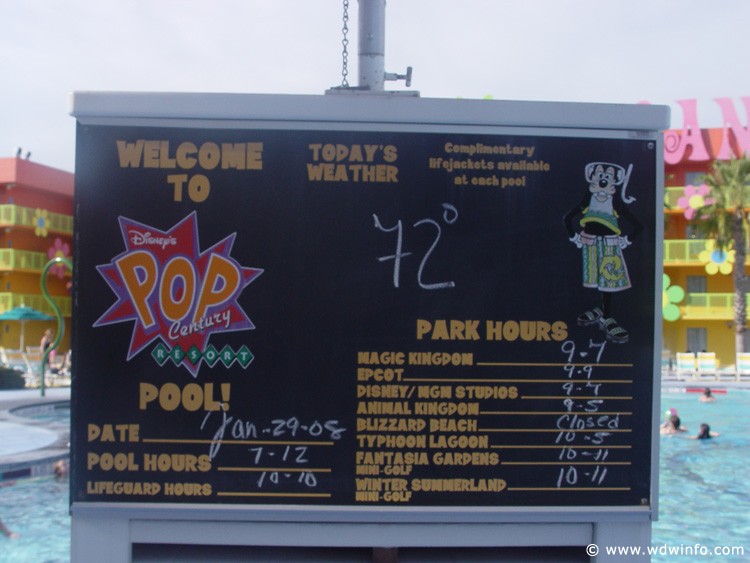 WELCOME
TO
Disney's
POP
Century
RESORT
POOL!
DATE Jan-29-08
POOL HOURS 7-12
LIFEGUARD HOURS 10-10
TODAY'S
WEATHER
72°
Complimentary
lifejackets available
at each pool
PARK HOURS
MAGIC KINGDOM 9-7
EPCOT 9-9
DISNEY/MGM STUDIOS 9-7
ANIMAL KINGDOM 9-5
BLIZZARD BEACH Closed
TYPHOON LAGOON 10-5
FANTASIA GARDENS 10-11
MINI-GOLF
WINTER SUMMERLAND 10-11
MINI-GOLF
© www.wdwinfo.com